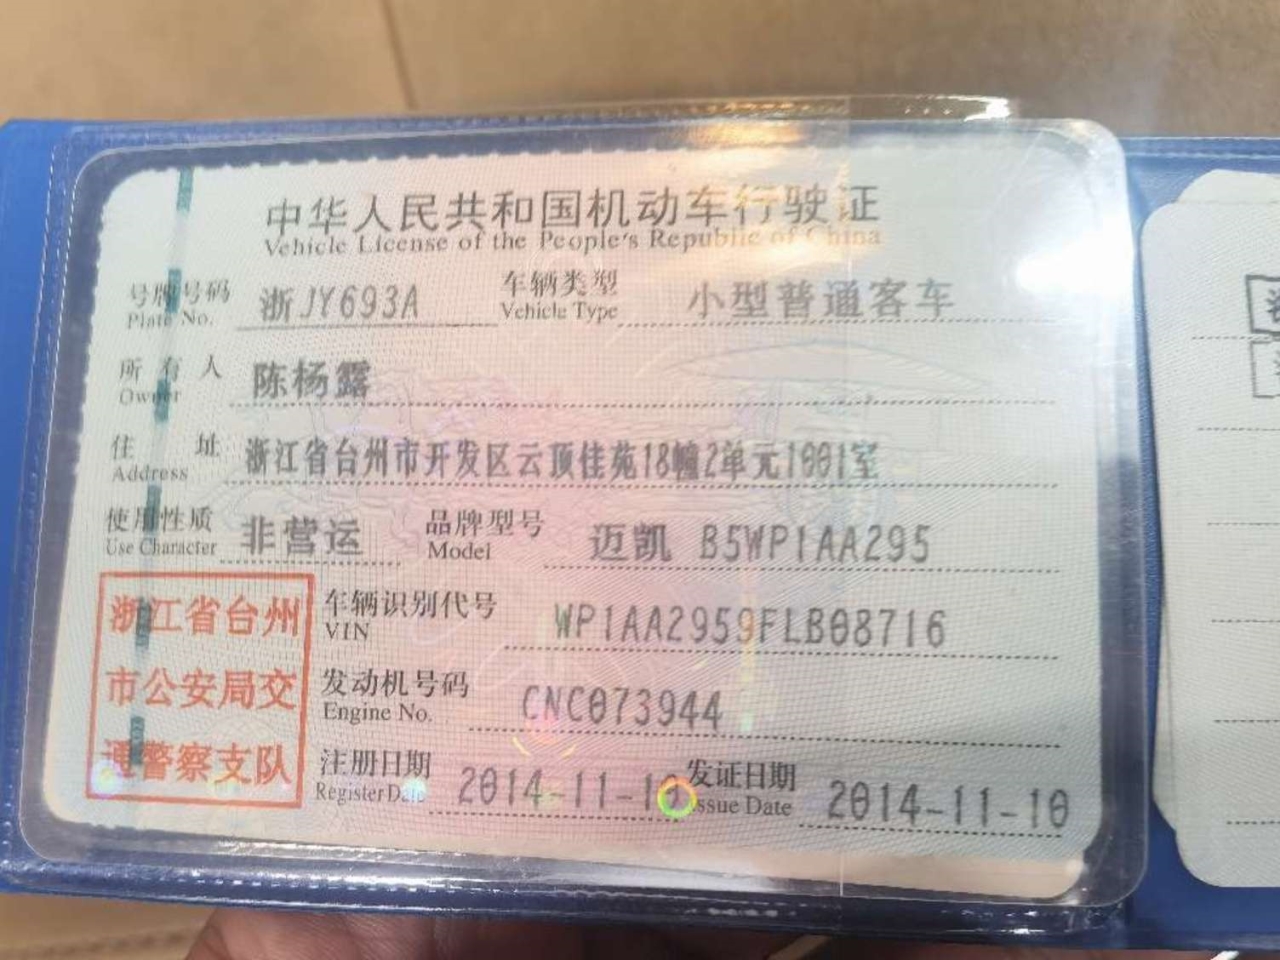 中华人民共和国机动车行驶证
Vehicle License of the People's Republic of China
号牌号码 浙JY693A 车辆类型 小型普通客车
Plate No. Vehicle Type
所有人 陈杨露
Owner
住址 浙江省台州市开发区云顶佳苑18幢2单元1001室
Address
使用性质 非营运 品牌型号 迈凯 B5WP1AA295
Use Character Model
浙江省台州
市公安局交
通警察支队
车辆识别代号 WP1AA2959FLB08716
VIN
发动机号码 CNC073944
Engine No.
注册日期 2014-11-10 发证日期 2014-11-10
Register Date Issue Date